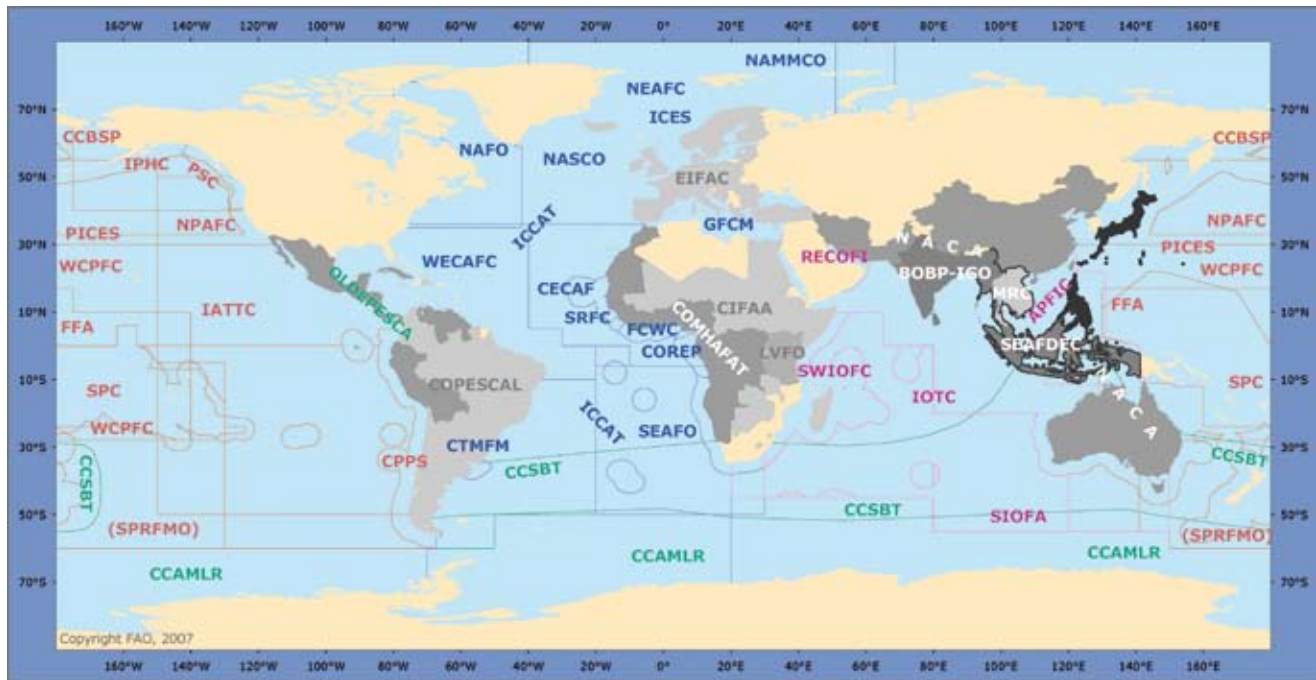 160°W 140°W 120°W 100°W 80°W 60°W 40°W 20°W 0° 20°E 40°E 60°E 80°E 100°E 120°E 140°E 160°E
NAMMCO
NEAFC
70°N 70°N
ICES
CCBSP CCBSP
NAFO
NASCO
IPHC
PSC
EIFAC
50°N 50°N
NPAFC GFCM NPAFC
ICCAT
PICES NACA PICES
30°N 30°N
RECOFI
WCPFC WECAFC BOBP-IGO WCPFC
OLDEPESCA
CECAF MRC
APFIC
IATTC CIFAA
SRFC
FFA FFA
10°N 10°N
FCWC
COMHAFAT
COREP LVFO SEAFDEC
10°S 10°S
COPESCAL SWIOFC
SPC IOTC SPC
NACA
WCPFC ICCAT SEAFO
CTMFM
30°S 30°S
CPPS
CCSBT CCSBT CCSBT
CCSBT
50°S 50°S
(SPRFMO) SIOFA (SPRFMO)
CCAMLR CCAMLR CCAMLR
70°S 70°S
Copyright FAO, 2007
160°W 140°W 120°W 100°W 80°W 60°W 40°W 20°W 0° 20°E 40°E 60°E 80°E 100°E 120°E 140°E 160°E